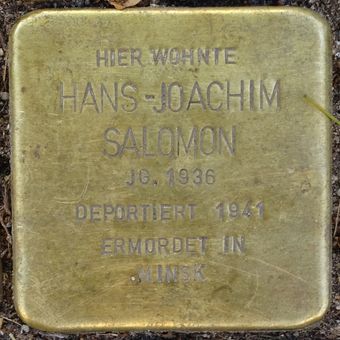 HIER WOHNTE
HANS-JOACHIM
SALOMON
JG. 1936
DEPORTIERT 1941
ERMORDET IN
MINSK